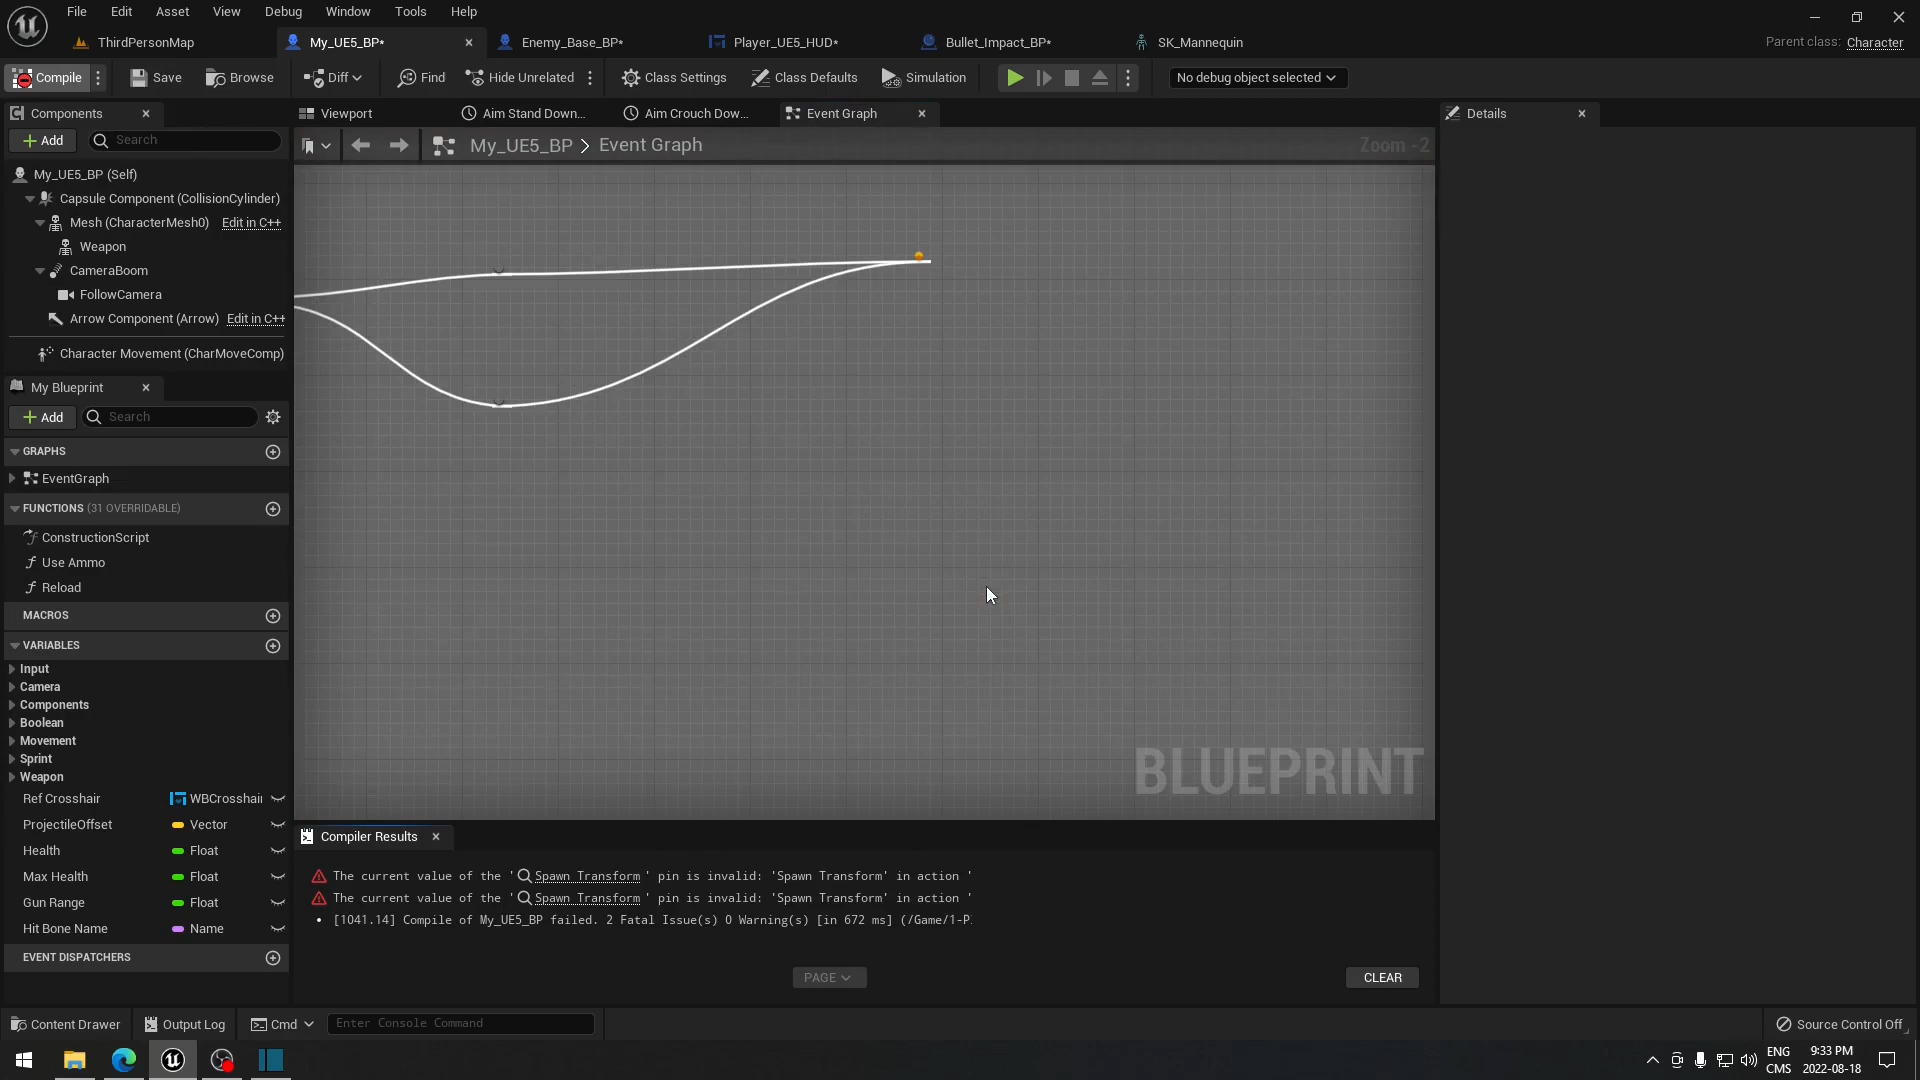 File Edit Asset View Debug Window Tools Help
ThirdPersonMap My_UE5_BP* Enemy_Base_BP* Player_UE5_HUD* Bullet_Impact_BP* SK_Mannequin Parent class: Character
Compile Save Browse Diff Find Hide Unrelated Class Settings Class Defaults Simulation No debug object selected
Components Viewport Aim Stand Down... Aim Crouch Dow... Event Graph Details
Add Search My_UE5_BP > Event Graph Zoom -2
My_UE5_BP (Self)
Capsule Component (CollisionCylinder)
Mesh (CharacterMesh0) Edit in C++
Weapon
CameraBoom
FollowCamera
Arrow Component (Arrow) Edit in C++
Character Movement (CharMoveComp)
My Blueprint
Add Search
GRAPHS
EventGraph
FUNCTIONS (31 OVERRIDABLE)
ConstructionScript
Use Ammo
Reload
MACROS
VARIABLES
Input
Camera
Components
Boolean
Movement
Sprint
Weapon
Ref Crosshair WBCrosshair
ProjectileOffset Vector
Health Float
Max Health Float
Gun Range Float
Hit Bone Name Name
EVENT DISPATCHERS
BLUEPRINT
Compiler Results
The current value of the ' Spawn Transform ' pin is invalid: 'Spawn Transform' in action '
The current value of the ' Spawn Transform ' pin is invalid: 'Spawn Transform' in action '
[1041.14] Compile of My_UE5_BP failed. 2 Fatal Issue(s) 0 Warning(s) [in 672 ms] (/Game/1-P
PAGE CLEAR
Content Drawer Output Log Cmd Enter Console Command Source Control Off
ENG 9:33 PM
CMS 2022-08-18